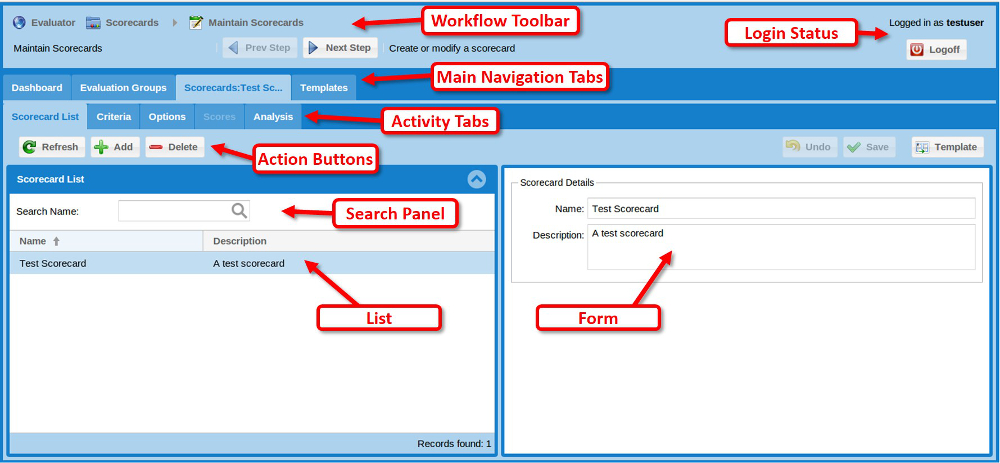 Evaluator Scorecards Maintain Scorecards
Workflow Toolbar
Logged in as testuser
Login Status
Maintain Scorecards Prev Step Next Step Create or modify a scorecard
Logoff
Main Navigation Tabs
Dashboard Evaluation Groups Scorecards:Test Sc... Templates
Scorecard List Criteria Options Scores Analysis
Activity Tabs
Refresh Add Delete
Action Buttons
Undo Save Template
Scorecard List
Search Name:
Search Panel
Name Description
Test Scorecard A test scorecard
List
Records found: 1
Scorecard Details
Name: Test Scorecard
Description: A test scorecard
Form